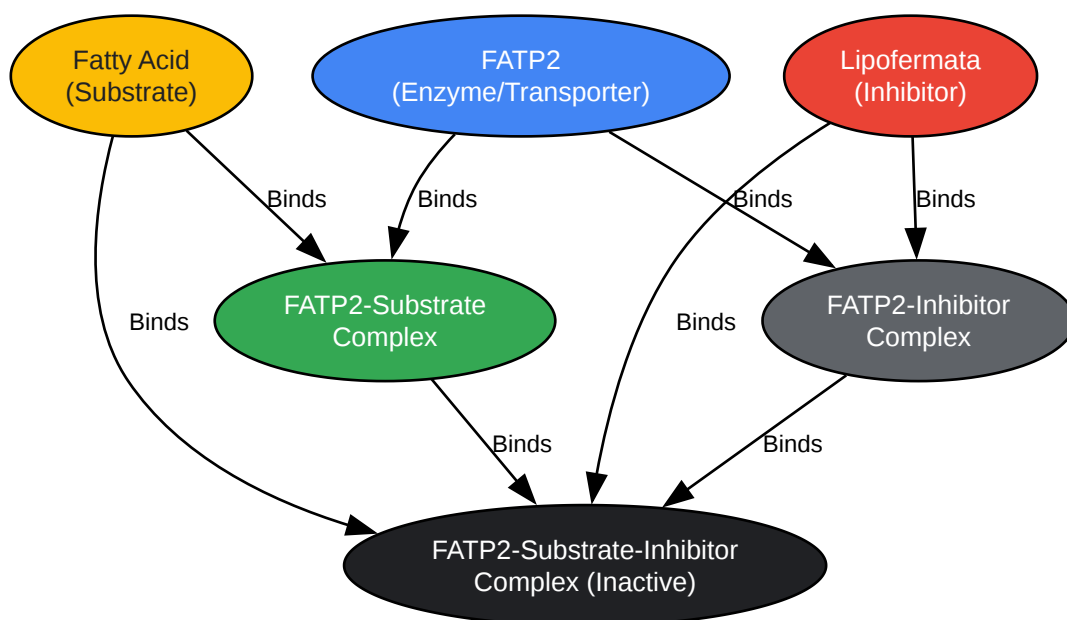 Fatty Acid
(Substrate)
FATP2
(Enzyme/Transporter)
Lipofermata
(Inhibitor)
Binds
Binds
Binds
Binds
FATP2-Substrate
Complex
FATP2-Inhibitor
Complex
Binds
Binds
Binds
Binds
FATP2-Substrate-Inhibitor
Complex (Inactive)